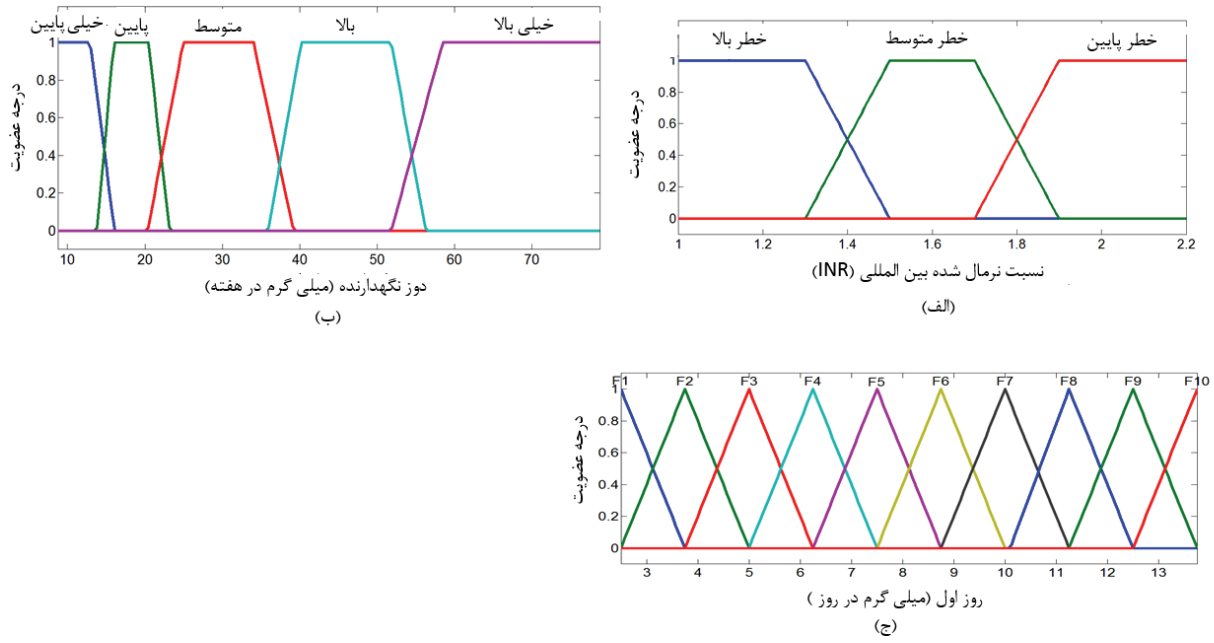 خیلی پایین پایین متوسط بالا خیلی بالا
1
0.8
0.6
0.4
0.2
0
درجه عضویت
10 20 30 40 50 60 70
دوز نگهدارنده (میلی گرم در هفته)
(ب)
خطر بالا خطر متوسط خطر پایین
1
0.8
0.6
0.4
0.2
0
درجه عضویت
1 1.2 1.4 1.6 1.8 2 2.2
نسبت نرمال شده بین المللی (INR)
(الف)
F1 F2 F3 F4 F5 F6 F7 F8 F9 F10
1
0.8
0.6
0.4
0.2
0
درجه عضویت
3 4 5 6 7 8 9 10 11 12 13
روز اول (میلی گرم در روز )
(ج)